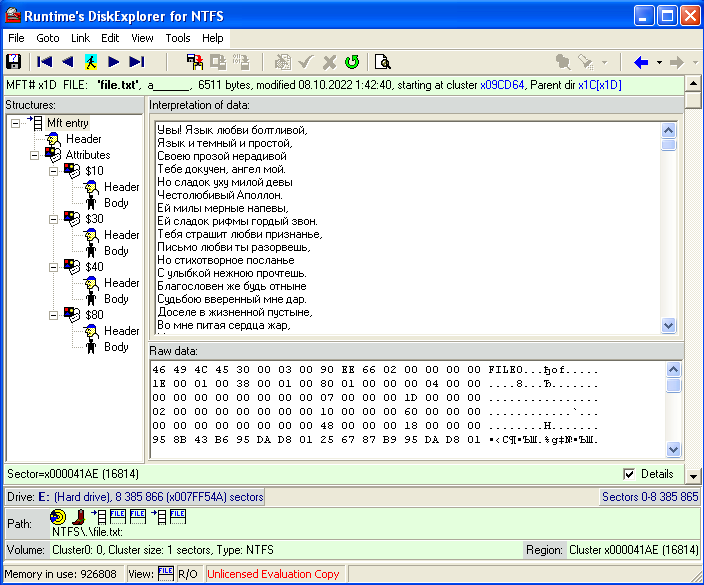 Runtime's DiskExplorer for NTFS
File Goto Link Edit View Tools Help
MFT# x1D FILE: 'file.txt', a_____, 6511 bytes, modified 08.10.2022 1:42:40, starting at cluster x09CD64, Parent dir x1C[x1D]
Structures:
Mft entry
Header
Attributes
$10
Header
Body
$30
Header
Body
$40
Header
Body
$80
Header
Body
Interpretation of data:
Увы! Язык любви болтливой,
Язык и темный и простой,
Своею прозой нерадивой
Тебе докучен, ангел мой.
Но сладок уху милой девы
Честолюбивый Аполлон.
Ей милы мерные напевы,
Ей сладок рифмы гордый звон.
Тебя страшит любви признанье,
Письмо любви ты разорвешь,
Но стихотворное посланье
С улыбкой нежною прочтешь.
Благословен же будь отныне
Судьбою вверенный мне дар.
Доселе в жизненной пустыне,
Во мне питая сердца жар,
Raw data:
46 49 4C 45 30 00 03 00 90 EE 66 02 00 00 00 00 FILE0...ђоf.....
1E 00 01 00 38 00 01 00 80 01 00 00 00 04 00 00 ....8...Ђ.......
00 00 00 00 00 00 00 00 07 00 00 00 1D 00 00 00 ................
02 00 00 00 00 00 00 00 10 00 00 00 60 00 00 00 ............`...
00 00 00 00 00 00 00 00 48 00 00 00 18 00 00 00 ........H.......
95 8B 43 B6 95 DA D8 01 25 67 87 B9 95 DA D8 01 •‹C¶•ЪШ.%g‡№•ЪШ.
Sector=x000041AE (16814)
Details
Drive: E: (Hard drive), 8 385 866 (x007FF54A) sectors
Sectors 0-8 385 865
Path:
FILE FILE FILE
NTFS\.\file.txt:
Volume: Cluster0: 0, Cluster size: 1 sectors, Type: NTFS
Region: Cluster x000041AE (16814)
Memory in use: 926808 View: FILE R/O Unlicensed Evaluation Copy